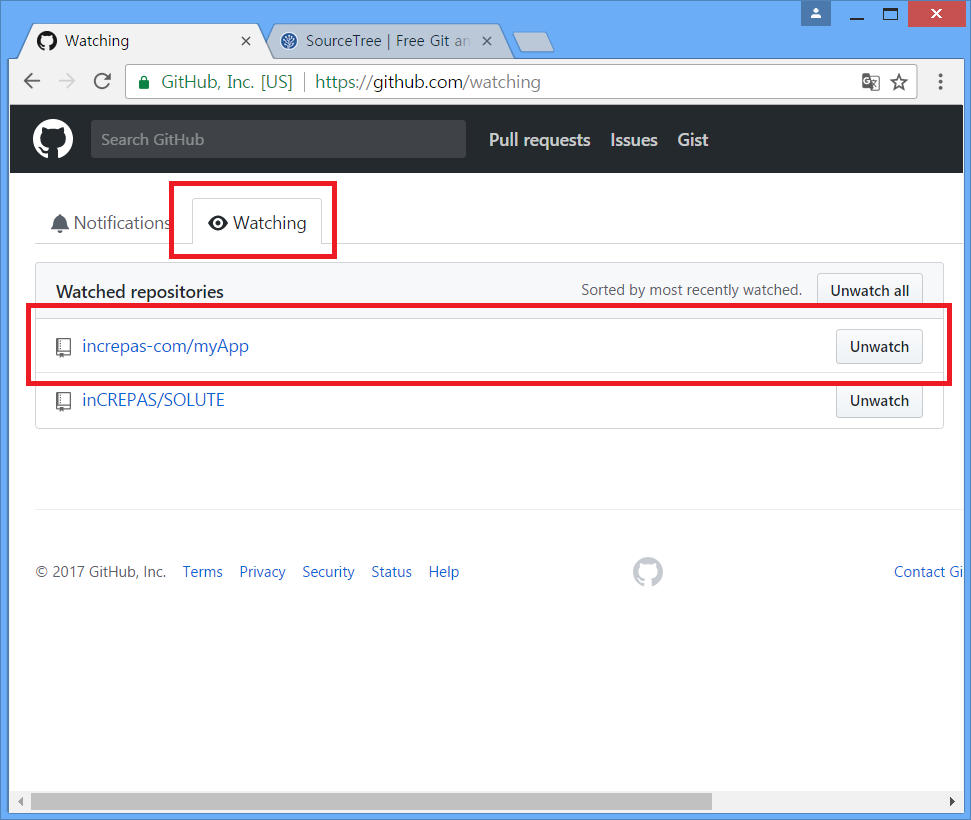 Watching
SourceTree | Free Git an
GitHub, Inc. [US] https://github.com/watching
Search GitHub
Pull requests Issues Gist
Notifications Watching
Watched repositories Sorted by most recently watched. Unwatch all
increpas-com/myApp Unwatch
inCREPAS/SOLUTE Unwatch
© 2017 GitHub, Inc. Terms Privacy Security Status Help Contact Gi